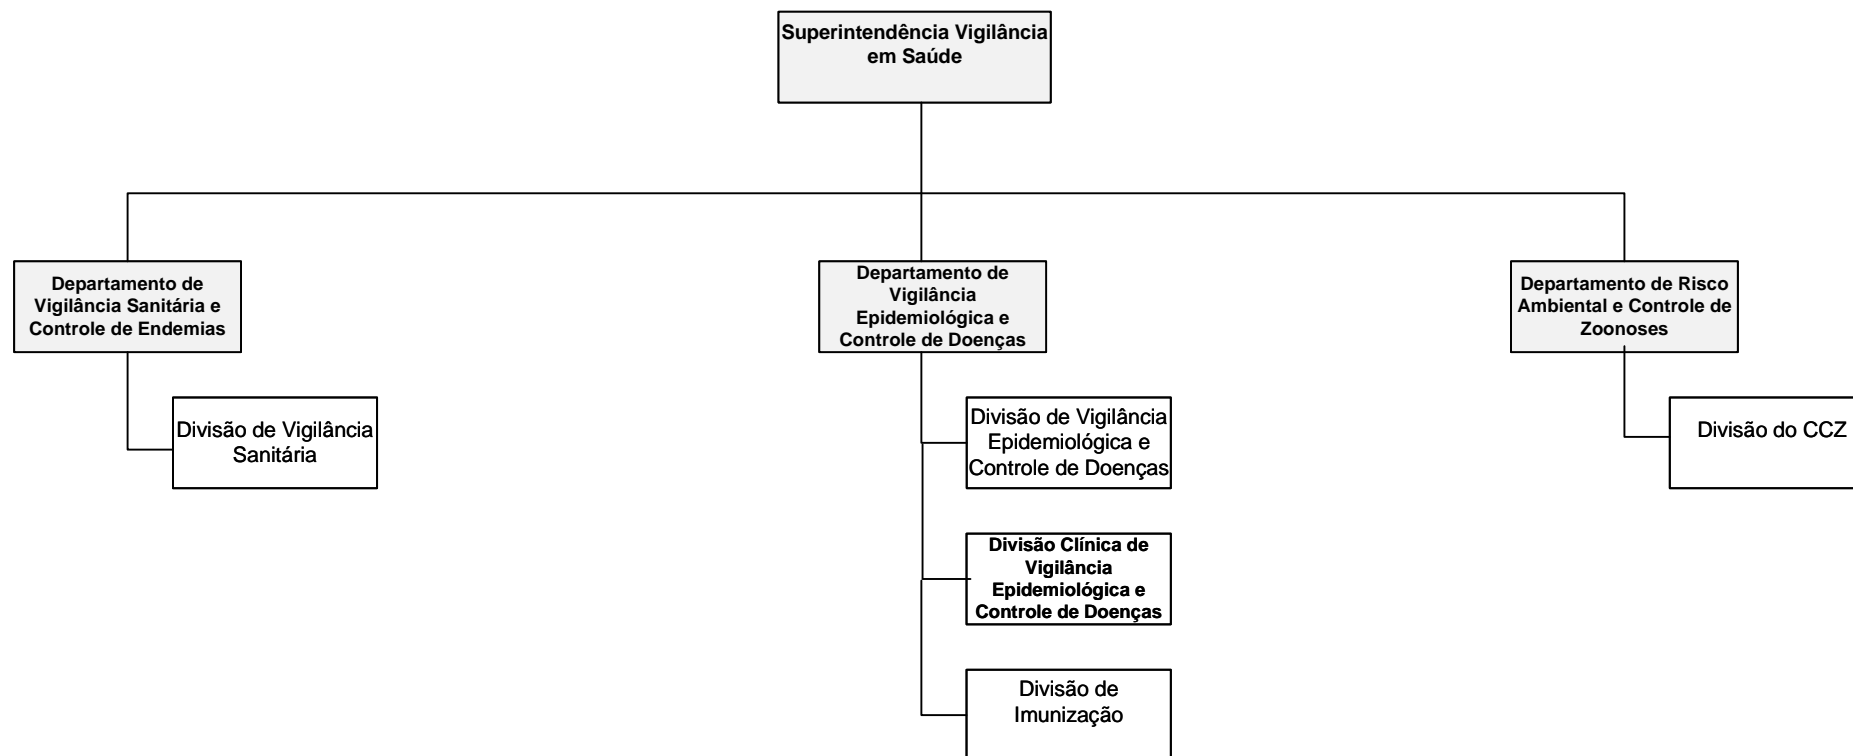 Superintendência Vigilância
em Saúde
Departamento de
Vigilância Sanitária e
Controle de Endemias
Departamento de
Vigilância
Epidemiológica e
Controle de Doenças
Departamento de Risco
Ambiental e Controle de
Zoonoses
Divisão de Vigilância
Sanitária
Divisão de Vigilância
Epidemiológica e
Controle de Doenças
Divisão do CCZ
Divisão Clínica de
Vigilância
Epidemiológica e
Controle de Doenças
Divisão de
Imunização